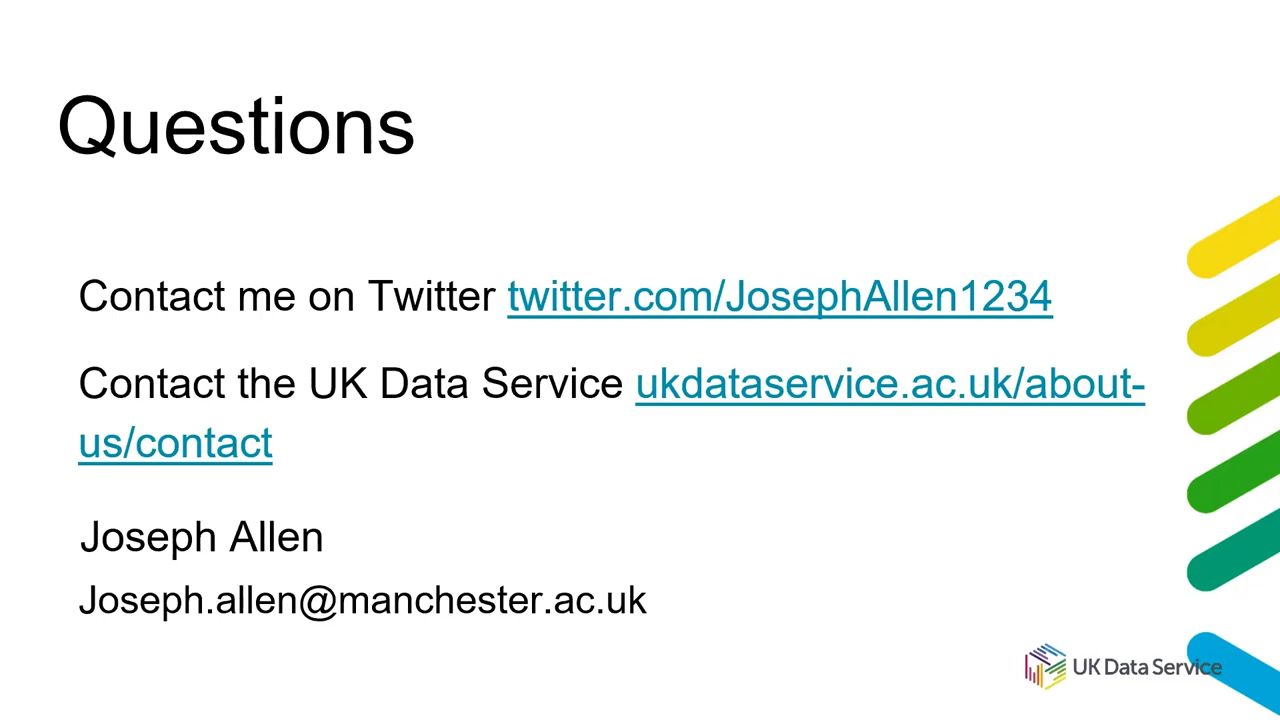 Questions
Contact me on Twitter twitter.com/JosephAllen1234
Contact the UK Data Service ukdataservice.ac.uk/about-
us/contact
Joseph Allen
Joseph.allen@manchester.ac.uk
UK Data Service